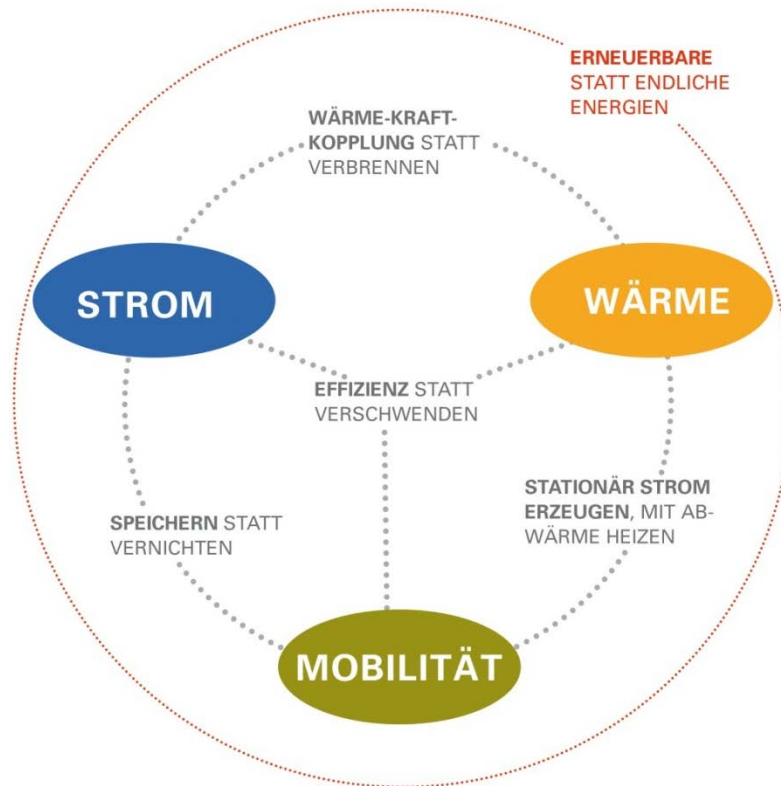 ERNEUERBARE
STATT ENDLICHE
ENERGIEN
WÄRME-KRAFT-
KOPPLUNG STATT
VERBRENNEN
STROM
WÄRME
EFFIZIENZ STATT
VERSCHWENDEN
SPEICHERN STATT
VERNICHTEN
STATIONÄR STROM
ERZEUGEN, MIT AB-
WÄRME HEIZEN
MOBILITÄT